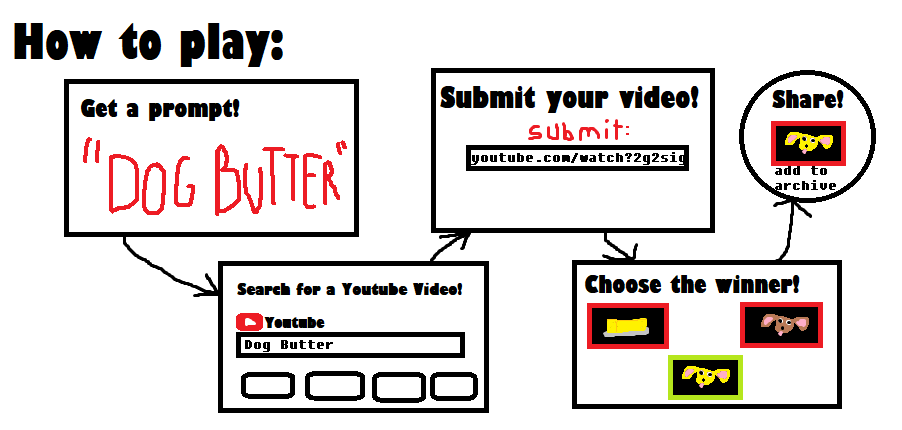 How to play:
Get a prompt!
"DOG BUTTER"
Search for a Youtube Video!
Youtube
Dog Butter
Submit your video!
submit:
youtube.com/watch?2g2sig
Choose the winner!
Share!
add to
archive